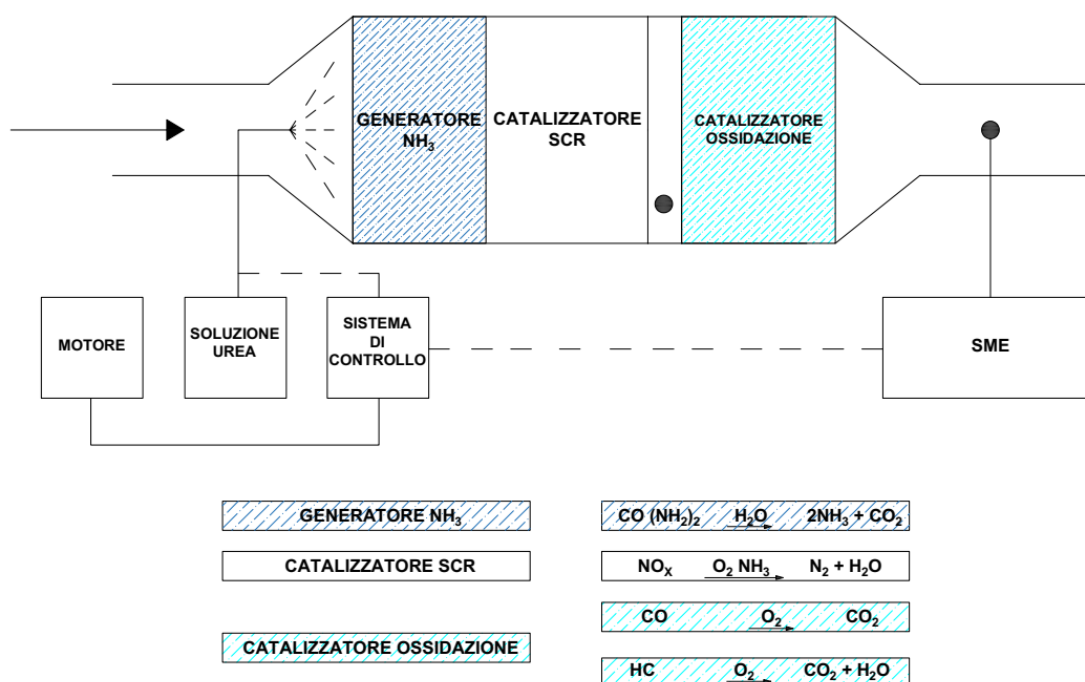 GENERATORE
NH₃
CATALIZZATORE
SCR
CATALIZZATORE
OSSIDAZIONE
MOTORE
SOLUZIONE
UREA
SISTEMA
DI
CONTROLLO
SME
GENERATORE NH₃
CO (NH₂)₂ H₂O 2NH₃ + CO₂
CATALIZZATORE SCR
NOₓ O₂ NH₃ N₂ + H₂O
CO O₂ CO₂
CATALIZZATORE OSSIDAZIONE
HC O₂ CO₂ + H₂O